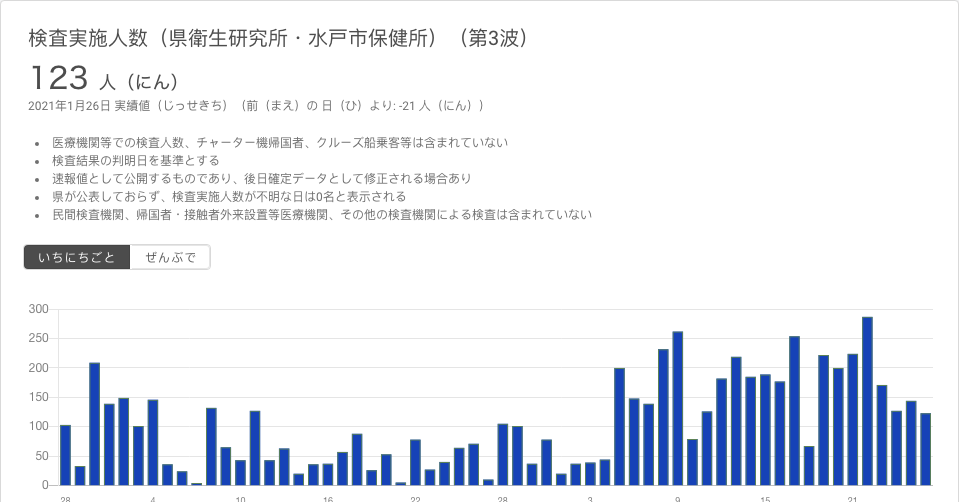 検査実施人数（県衛生研究所・水戸市保健所）（第3波）
123 人（にん）
2021年1月26日 実績値（じっせきち）（前（まえ）の 日（ひ）より: -21 人（にん））
• 医療機関等での検査人数、チャーター機帰国者、クルーズ船乗客等は含まれていない
• 検査結果の判明日を基準とする
• 速報値として公開するものであり、後日確定データとして修正される場合あり
• 県が公表しておらず、検査実施人数が不明な日は0名と表示される
• 民間検査機関、帰国者・接触者外来設置等医療機関、その他の検査機関による検査は含まれていない
いちにちごと ぜんぶで
300
250
200
150
100
50
0
28 4 10 16 22 28 3 9 15 21